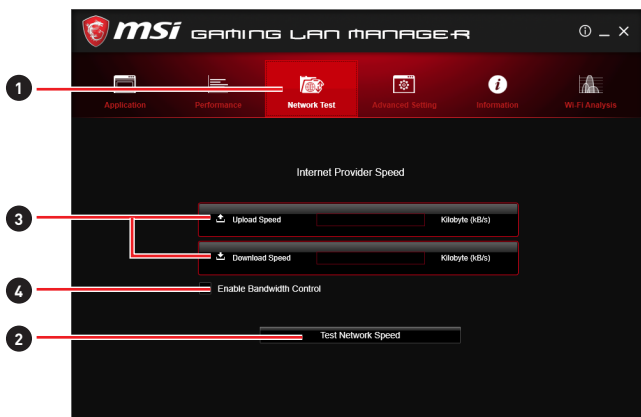 msi GAMING LAN MANAGER
1
Application Performance Network Test Advanced Setting Information Wi-Fi Analysis
Internet Provider Speed
3
Upload Speed Kilobyte (kB/s)
Download Speed Kilobyte (kB/s)
4 Enable Bandwidth Control
2 Test Network Speed